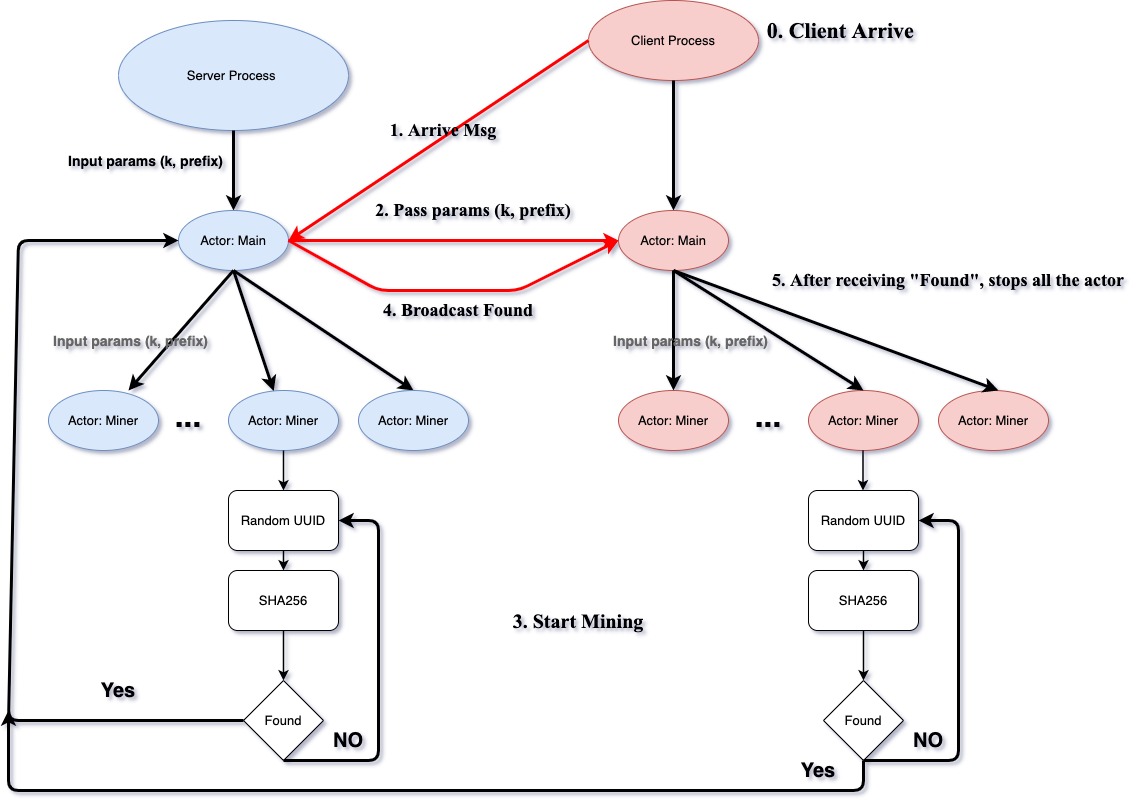 0. Client Arrive
Client Process
Server Process
1. Arrive Msg
Input params (k, prefix)
2. Pass params (k, prefix)
Actor: Main
Actor: Main
5. After receiving "Found", stops all the actor
4. Broadcast Found
Input params (k, prefix)
Input params (k, prefix)
Actor: Miner
...
Actor: Miner
Actor: Miner
Actor: Miner
...
Actor: Miner
Actor: Miner
Random UUID
Random UUID
SHA256
SHA256
3. Start Mining
Yes
Found
NO
Found
NO
Yes